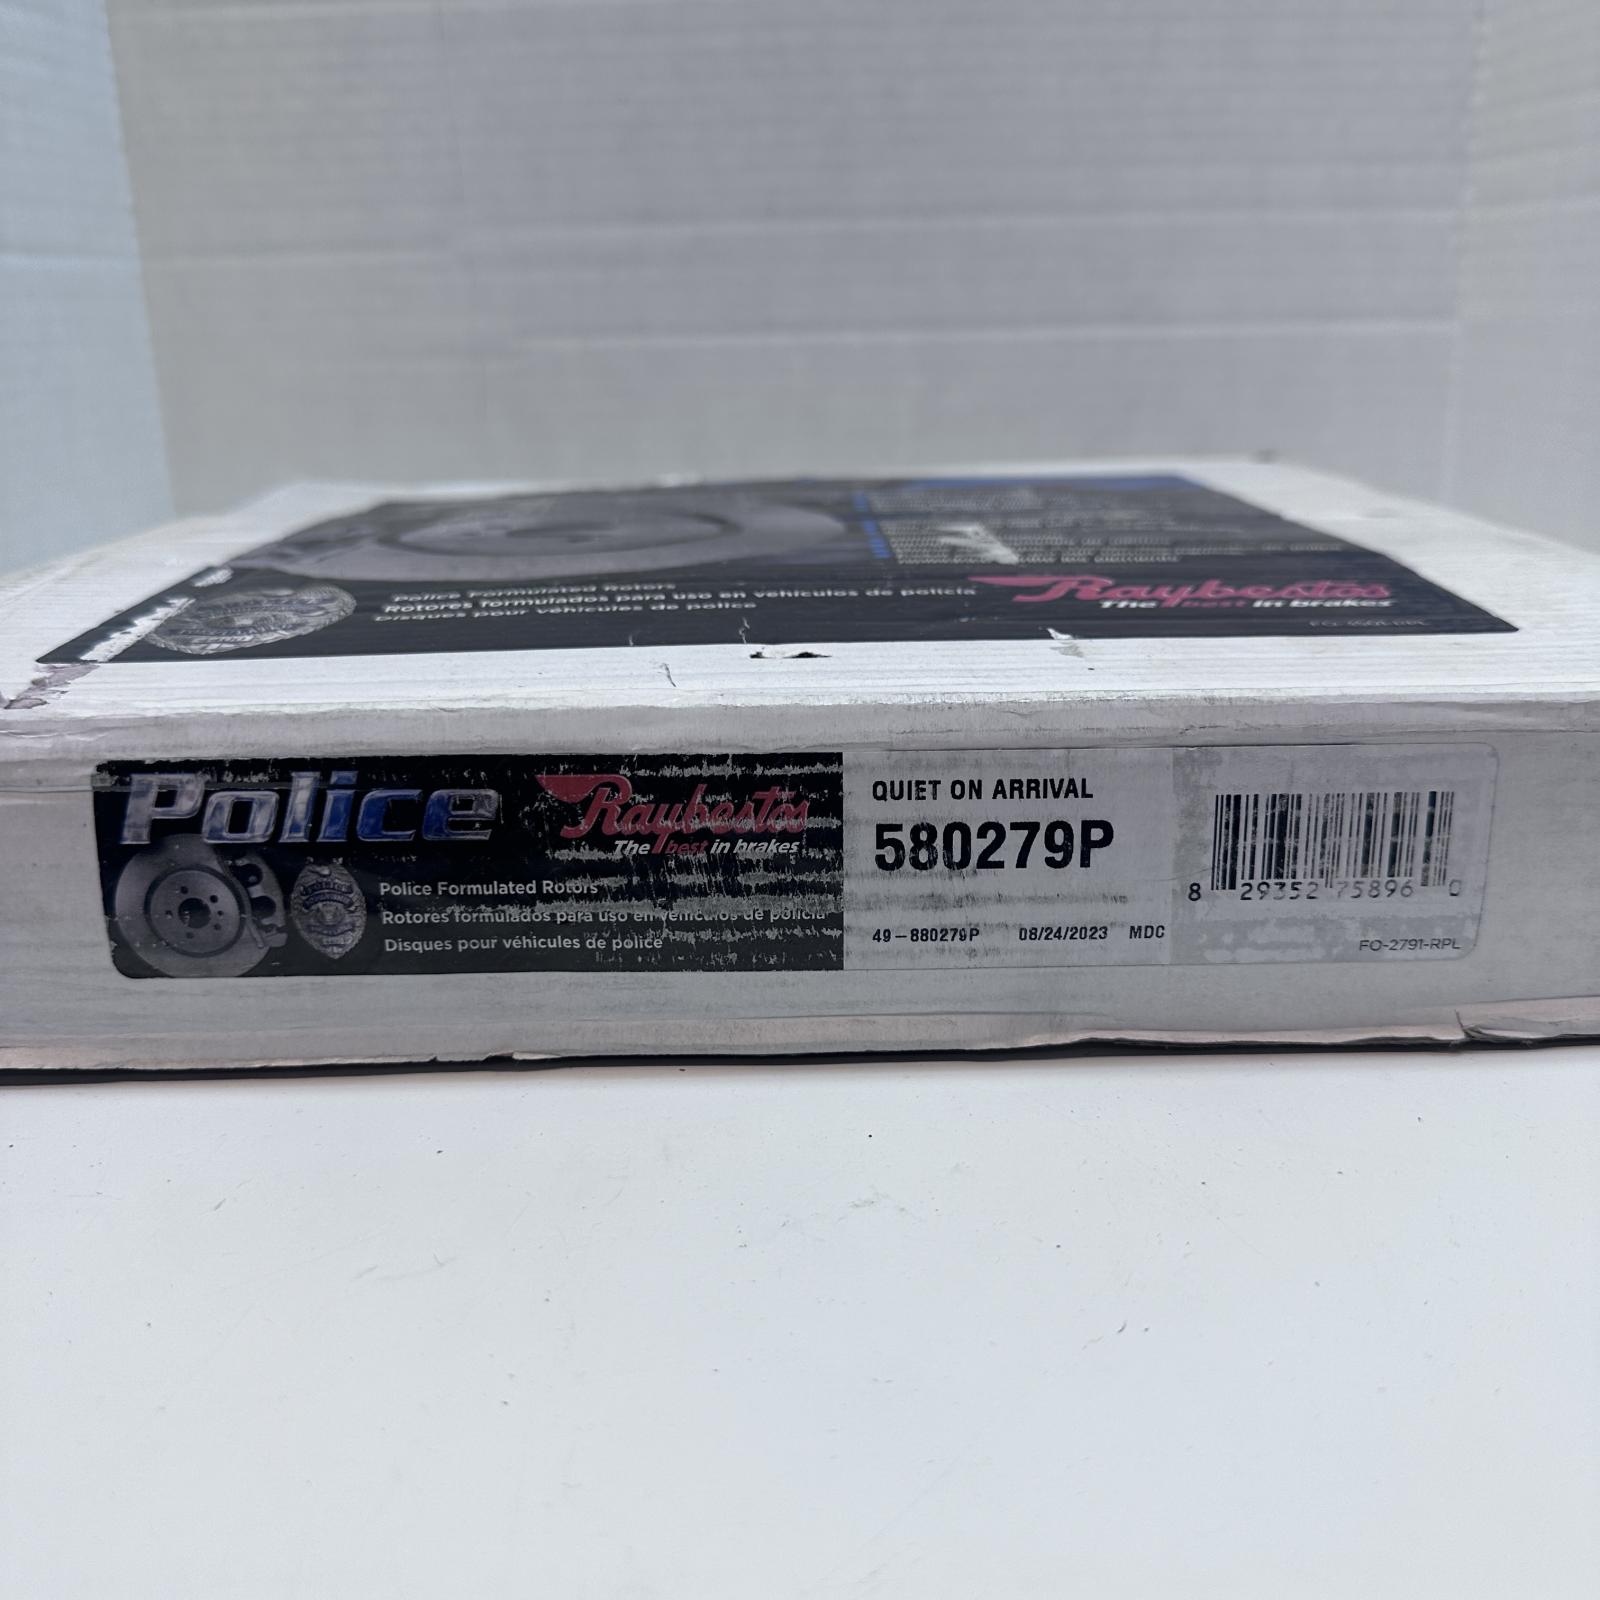 Police Formulated Rotors
Rotores formulados para uso en vehículos de policía
Disques pour véhicules de police
Raybestos
The best in brakes
Police
Raybestos
The best in brakes
Police Formulated Rotors
Rotores formulados para uso en vehículos de policía
Disques pour véhicules de police
QUIET ON ARRIVAL
580279P
49-880279P 08/24/2023 MDC
8 29352 75896 0
FO-2791-RPL